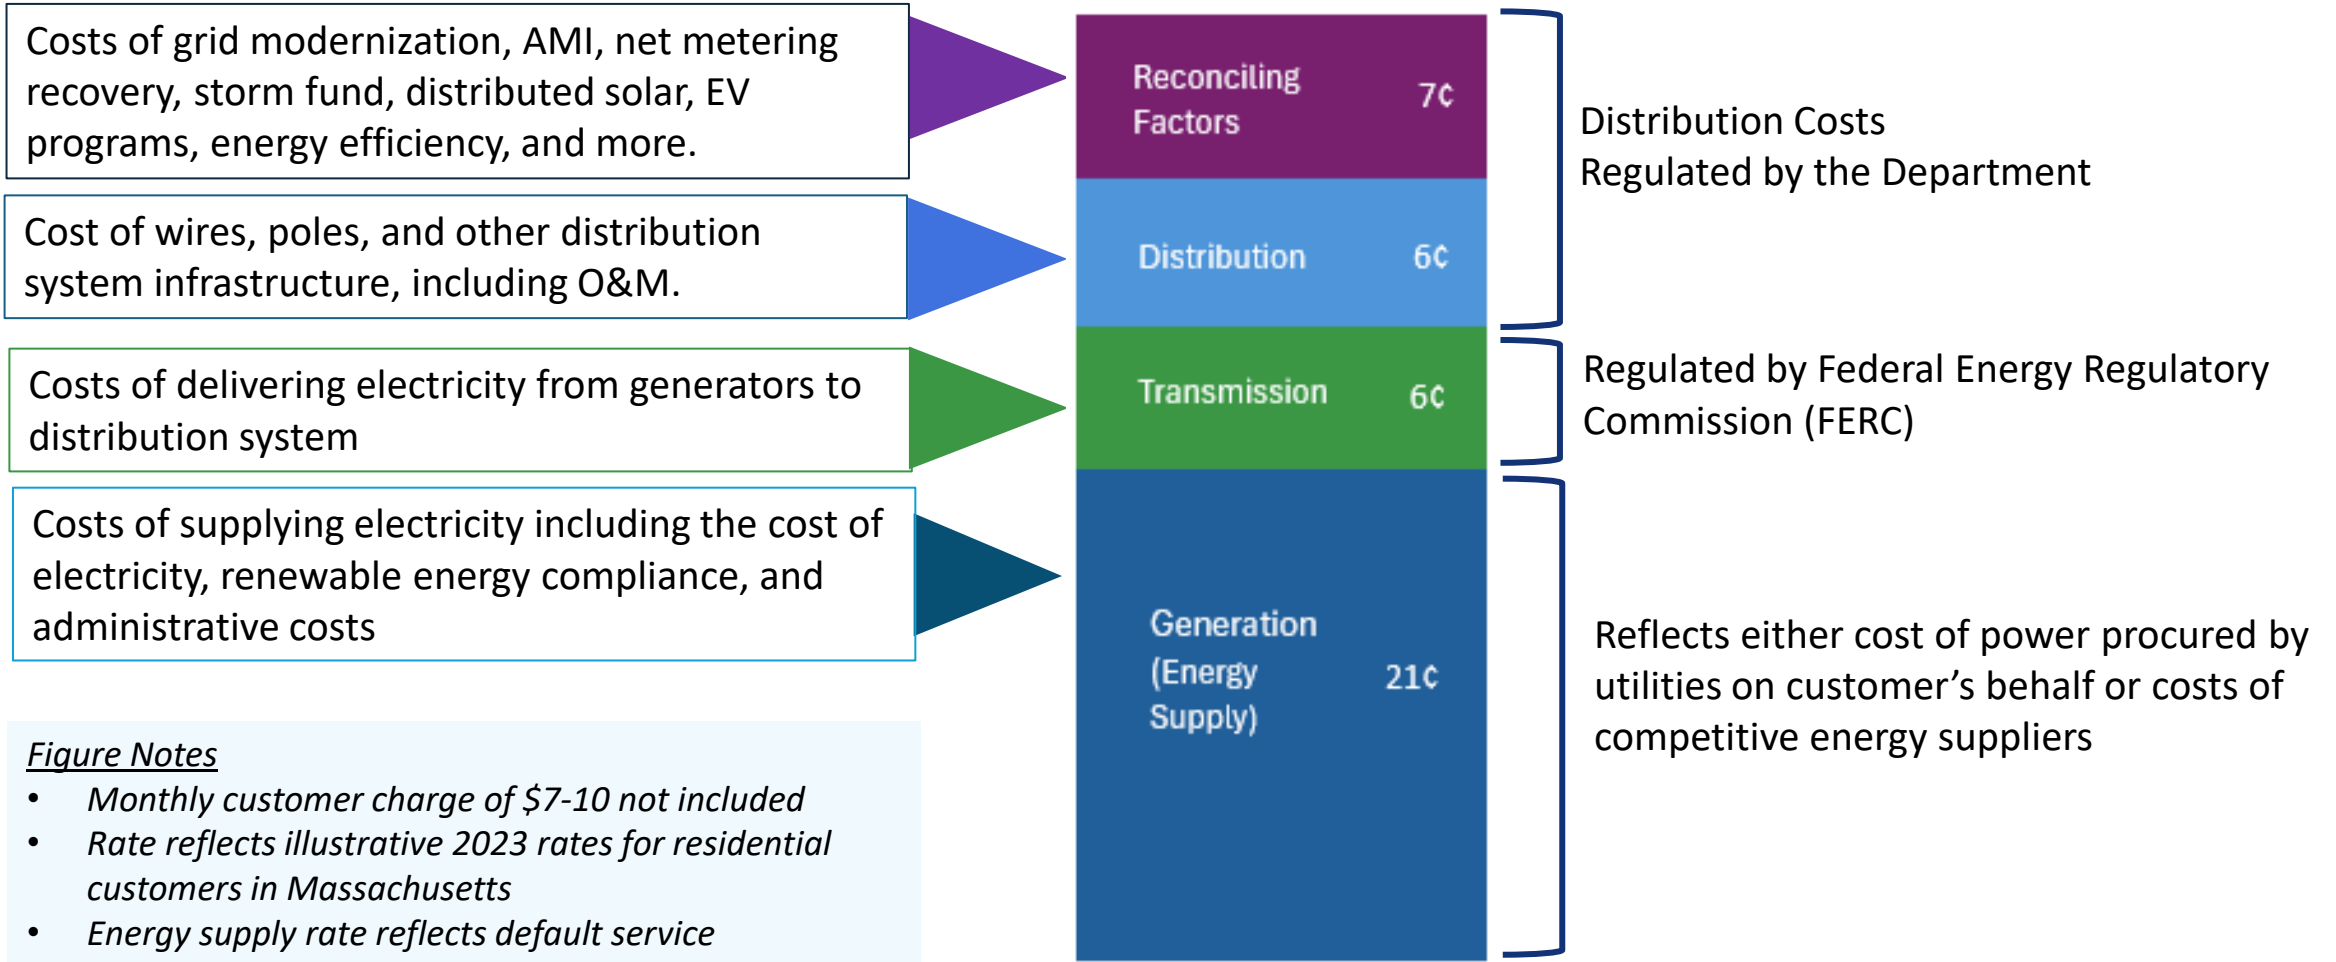 Costs of grid modernization, AMI, net metering
recovery, storm fund, distributed solar, EV
programs, energy efficiency, and more.
Cost of wires, poles, and other distribution
system infrastructure, including O&M.
Costs of delivering electricity from generators to
distribution system
Costs of supplying electricity including the cost of
electricity, renewable energy compliance, and
administrative costs
Figure Notes
• Monthly customer charge of $7-10 not included
• Rate reflects illustrative 2023 rates for residential
customers in Massachusetts
• Energy supply rate reflects default service
Reconciling
Factors
7¢
Distribution 6¢
Transmission 6¢
Generation
(Energy
Supply)
21¢
Distribution Costs
Regulated by the Department
Regulated by Federal Energy Regulatory
Commission (FERC)
Reflects either cost of power procured by
utilities on customer’s behalf or costs of
competitive energy suppliers